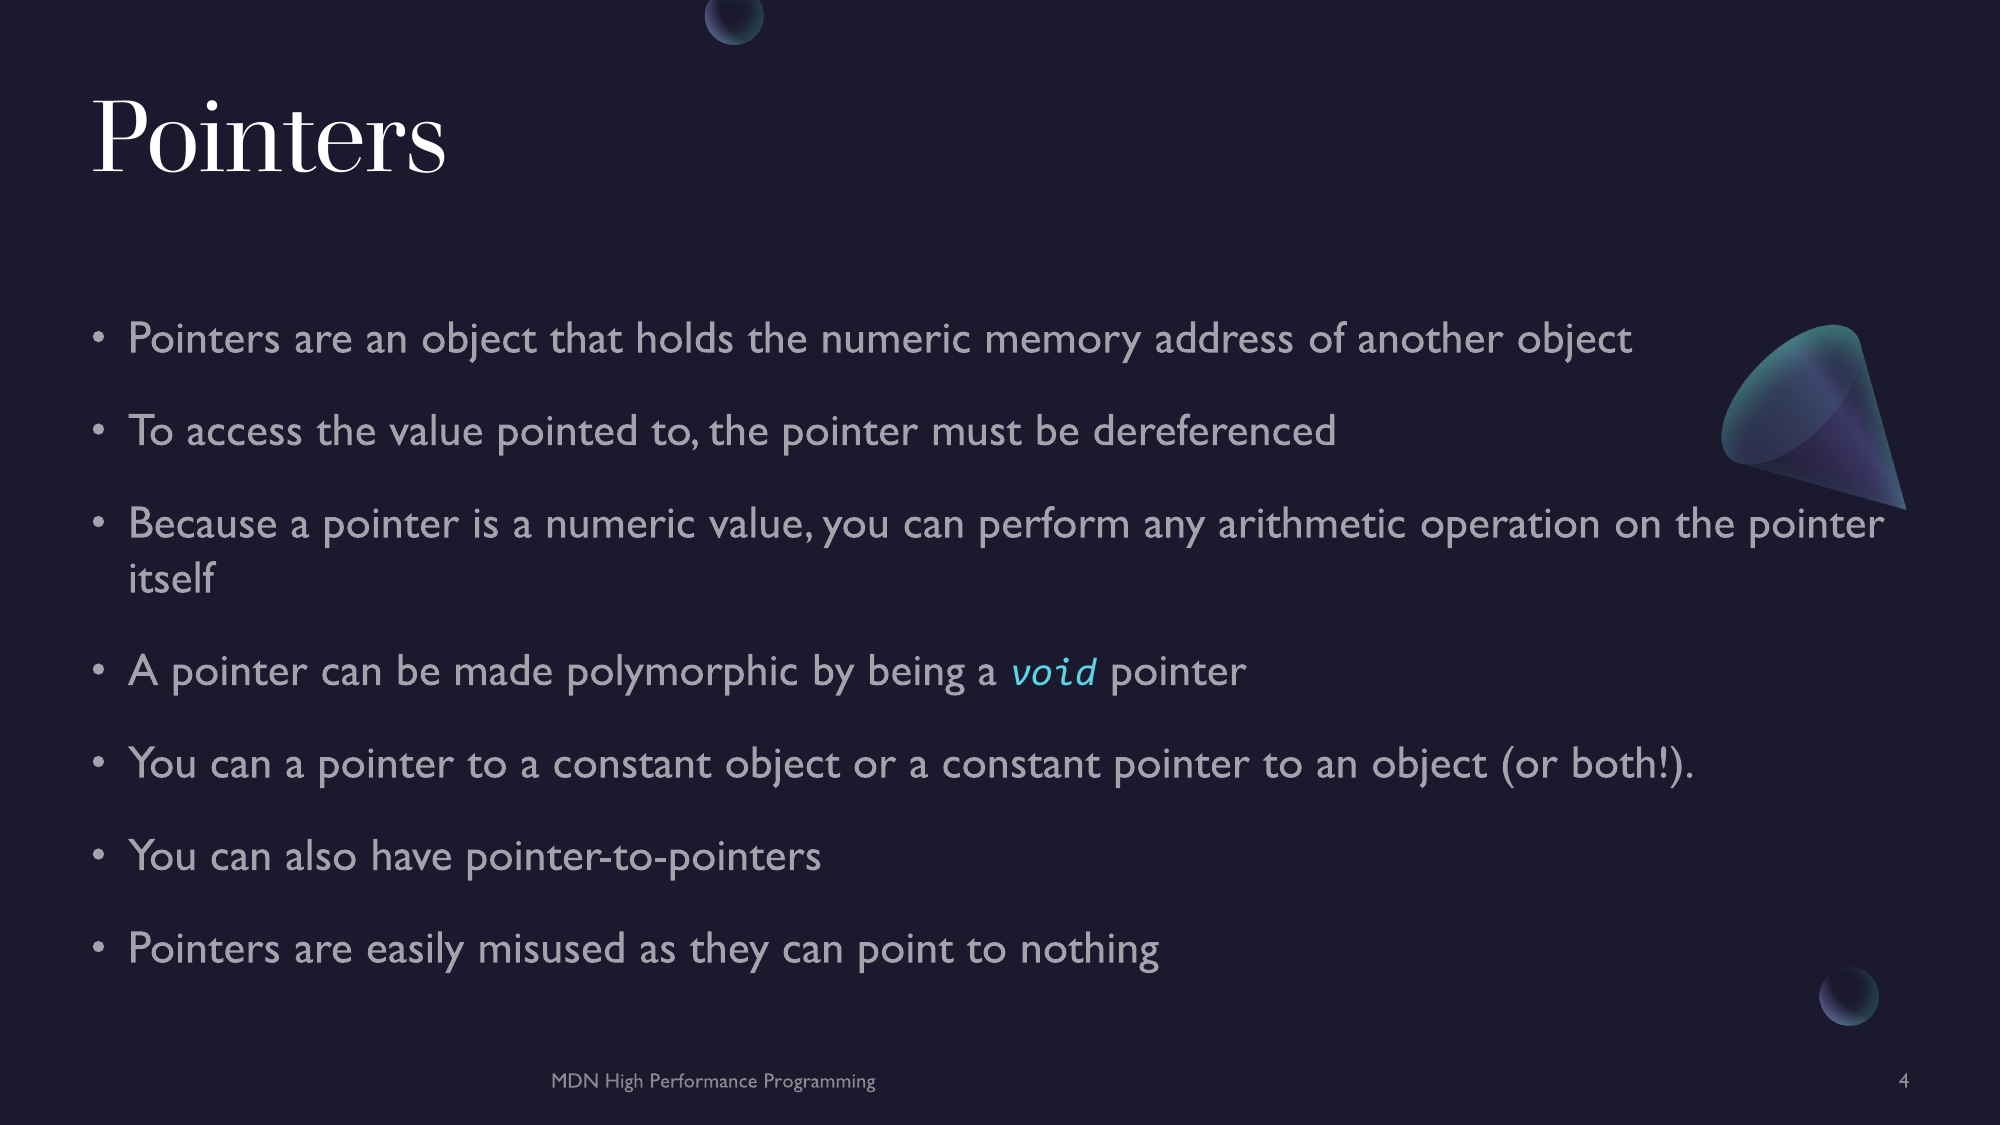 Pointers
• Pointers are an object that holds the numeric memory address of another object
• To access the value pointed to, the pointer must be dereferenced
• Because a pointer is a numeric value, you can perform any arithmetic operation on the pointer
itself
• A pointer can be made polymorphic by being a void pointer
• You can a pointer to a constant object or a constant pointer to an object (or both!).
• You can also have pointer-to-pointers
• Pointers are easily misused as they can point to nothing
MDN High Performance Programming
4